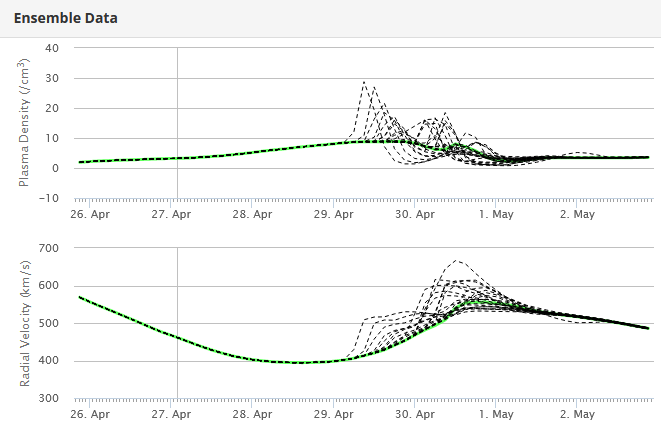 Ensemble Data
Plasma Density (/cm³)
40
30
20
10
0
−10
26. Apr 27. Apr 28. Apr 29. Apr 30. Apr 1. May 2. May
Radial Velocity (km/s)
700
600
500
400
300
26. Apr 27. Apr 28. Apr 29. Apr 30. Apr 1. May 2. May